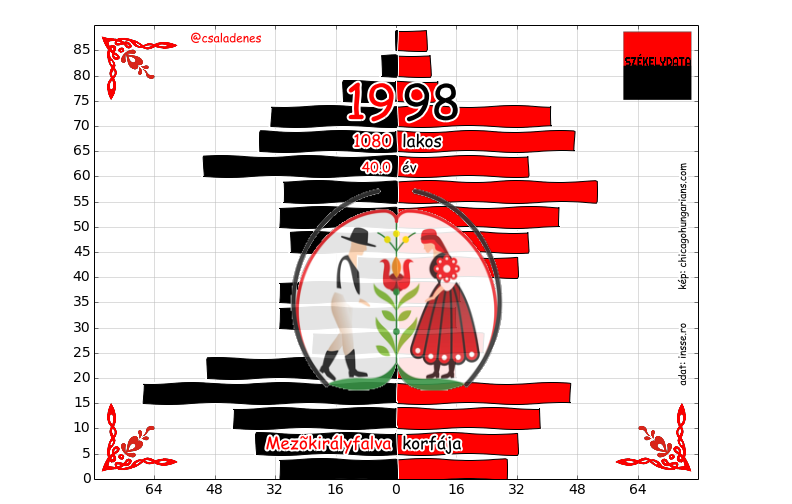 @csaladenes
SZÉKELYDATA
1998
1080 lakos
40.0 év
kép: chicagohungarians.com
adat: insse.ro
Mezõkirályfalva korfája
85
80
75
70
65
60
55
50
45
40
35
30
25
20
15
10
5
0
64 48 32 16 0 16 32 48 64